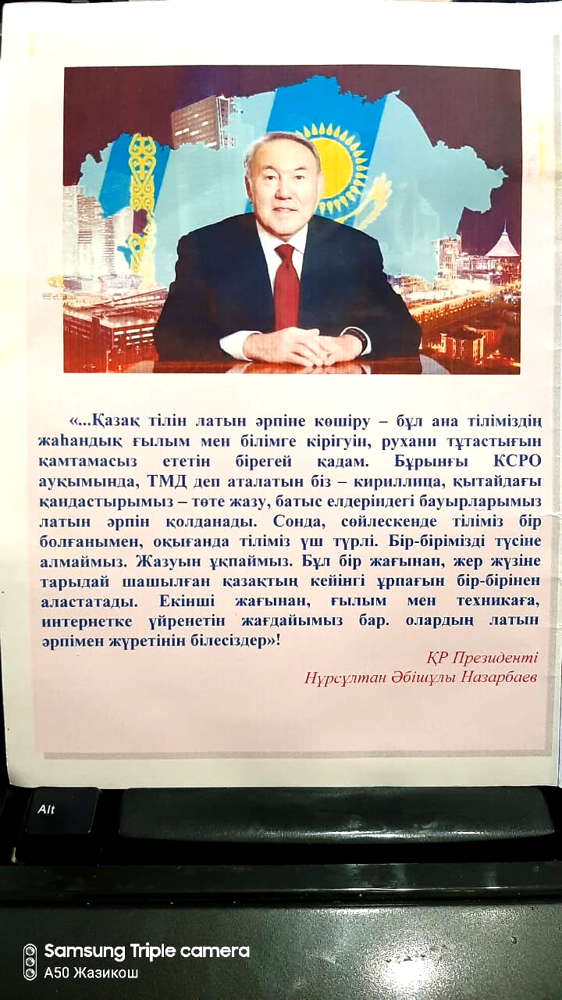 «...Қазақ тілін латын әрпіне көшіру – бұл ана тіліміздің
жаһандық ғылым мен білімге кірігуін, рухани тұтастығын
қамтамасыз ететін бірегей қадам. Бұрынғы КСРО
ауқымында, ТМД деп аталатын біз – кириллица, қытайдағы
қандастырымыз – төте жазу, батыс елдеріндегі бауырларымыз
латын әрпін қолданады. Сонда, сөйлескенде тіліміз бір
болғанымен, оқығанда тіліміз үш түрлі. Бір-бірімізді түсіне
алмаймыз. Жазуын ұқпаймыз. Бұл бір жағынан, жер жүзіне
тарыдай шашылған қазақтың кейінгі ұрпағын бір-бірінен
аластатады. Екінші жағынан, ғылым мен техникаға,
интернетке үйренетін жағдайымыз бар. олардың латын
әрпімен жүретінін білесіздер»!
ҚР Президенті
Нұрсұлтан Әбішұлы Назарбаев
Alt
Samsung Triple camera
A50 Жазикош